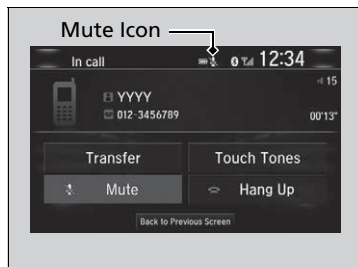 Mute Icon
In call 12:34
15
YYYY
012-3456789 00'13"
Transfer Touch Tones
Mute Hang Up
Back to Previous Screen